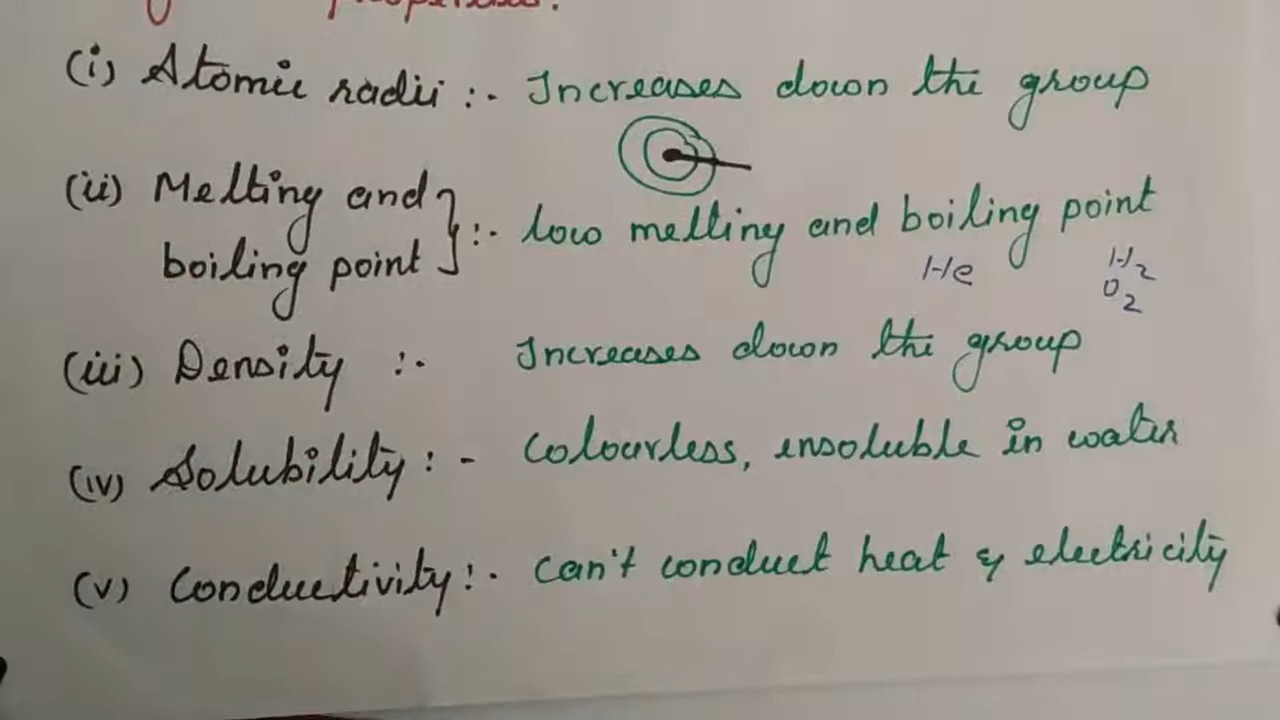 properties:
(i) Atomic radii :- Increases down the group
(ii) Melting and boiling point } :- low melting and boiling point
He H2
O2
(iii) Density :- Increases down the group
(iv) Solubility :- Colourless, insoluble in water
(v) Conductivity :- Can't conduct heat & electricity